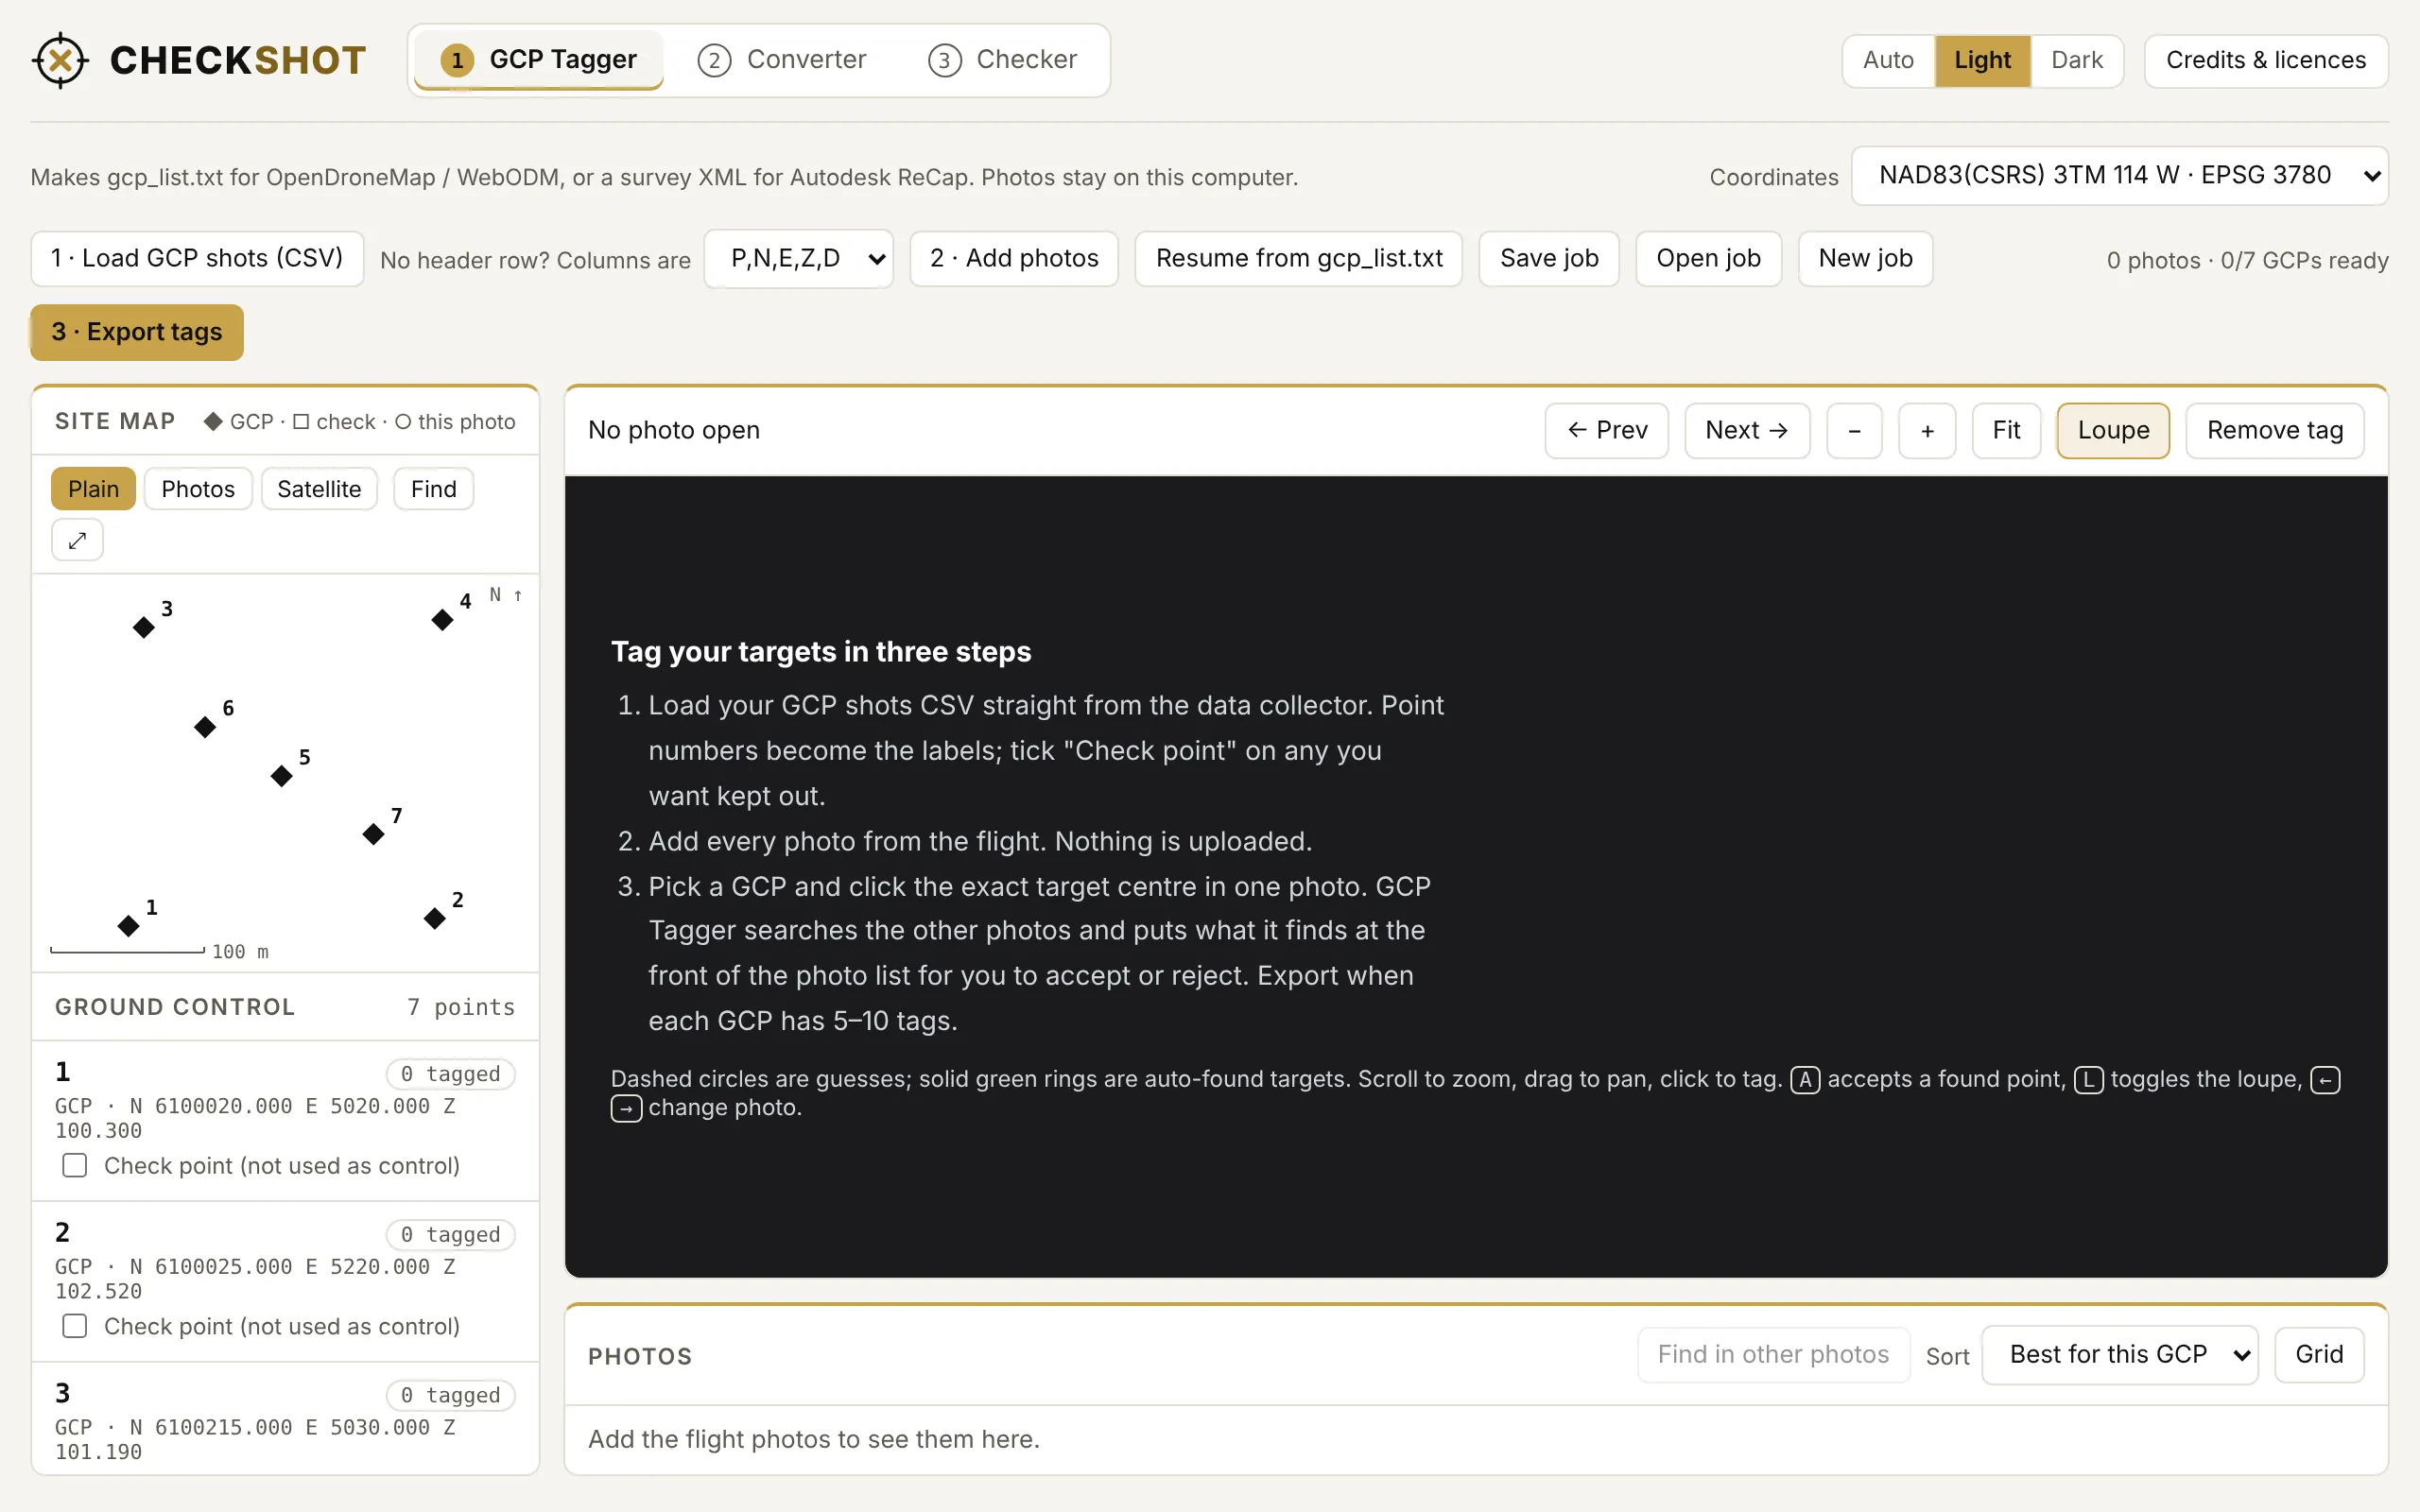 CHECKSHOT
1 GCP Tagger
2 Converter
3 Checker
Auto Light Dark
Credits & licences
Makes gcp_list.txt for OpenDroneMap / WebODM, or a survey XML for Autodesk ReCap. Photos stay on this computer.
Coordinates NAD83(CSRS) 3TM 114 W · EPSG 3780
1 · Load GCP shots (CSV) No header row? Columns are P,N,E,Z,D 2 · Add photos Resume from gcp_list.txt Save job Open job New job 0 photos · 0/7 GCPs ready
3 · Export tags
SITE MAP ◆ GCP · □ check · ○ this photo
Plain Photos Satellite Find
⤢
N ↑
3
4
6
5
7
1
2
100 m
GROUND CONTROL 7 points
1 0 tagged
GCP · N 6100020.000 E 5020.000 Z
100.300
Check point (not used as control)
2 0 tagged
GCP · N 6100025.000 E 5220.000 Z
102.520
Check point (not used as control)
3 0 tagged
GCP · N 6100215.000 E 5030.000 Z
101.190
No photo open ← Prev Next → − + Fit Loupe Remove tag
Tag your targets in three steps
1. Load your GCP shots CSV straight from the data collector. Point
numbers become the labels; tick "Check point" on any you
want kept out.
2. Add every photo from the flight. Nothing is uploaded.
3. Pick a GCP and click the exact target centre in one photo. GCP
Tagger searches the other photos and puts what it finds at the
front of the photo list for you to accept or reject. Export when
each GCP has 5–10 tags.
Dashed circles are guesses; solid green rings are auto-found targets. Scroll to zoom, drag to pan, click to tag. A accepts a found point, L toggles the loupe, ←
→ change photo.
PHOTOS Find in other photos Sort Best for this GCP Grid
Add the flight photos to see them here.